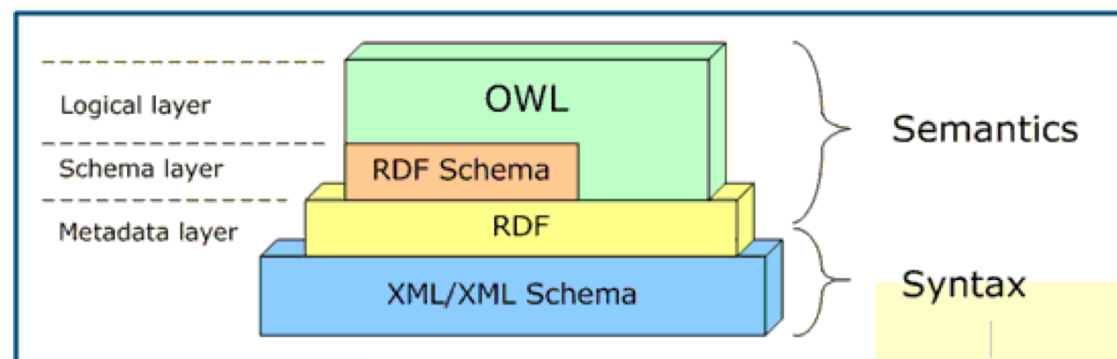 Logical layer
Schema layer
Metadata layer
OWL
RDF Schema
RDF
XML/XML Schema
Semantics
Syntax